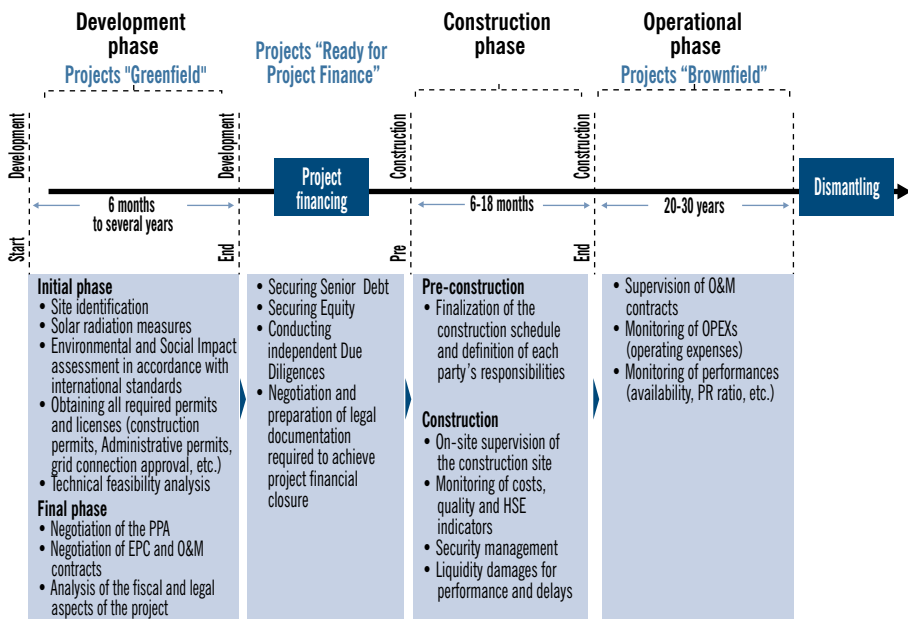 Development
phase
Projects "Greenfield"
Projects “Ready for
Project Finance”
Construction
phase
Operational
phase
Projects “Brownfield”
Development
Development
Construction
Construction
Project
financing
Dismantling
6 months
to several years
6-18 months
20-30 years
Start
End
Pre
End
Initial phase
• Site identification
• Solar radiation measures
• Environmental and Social Impact
assessment in accordance with
international standards
• Obtaining all required permits
and licenses (construction
permits, Administrative permits,
grid connection approval, etc.)
• Technical feasibility analysis
Final phase
• Negotiation of the PPA
• Negotiation of EPC and O&M
contracts
• Analysis of the fiscal and legal
aspects of the project
• Securing Senior Debt
• Securing Equity
• Conducting
independent Due
Diligences
• Negotiation and
preparation of legal
documentation
required to achieve
project financial
closure
Pre-construction
• Finalization of the
construction schedule
and definition of each
party’s responsibilities
Construction
• On-site supervision of
the construction site
• Monitoring of costs,
quality and HSE
indicators
• Security management
• Liquidity damages for
performance and delays
• Supervision of O&M
contracts
• Monitoring of OPEXs
(operating expenses)
• Monitoring of performances
(availability, PR ratio, etc.)